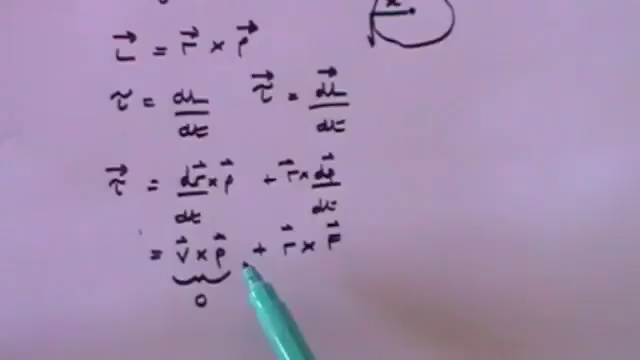 x
L⃗ = r⃗ × p⃗
τ = dL/dt    τ⃗ = dL⃗/dt
τ⃗ = dr⃗/dt × p⃗ + r⃗ × dp⃗/dt
= v⃗ × p⃗ + r⃗ × F⃗
0